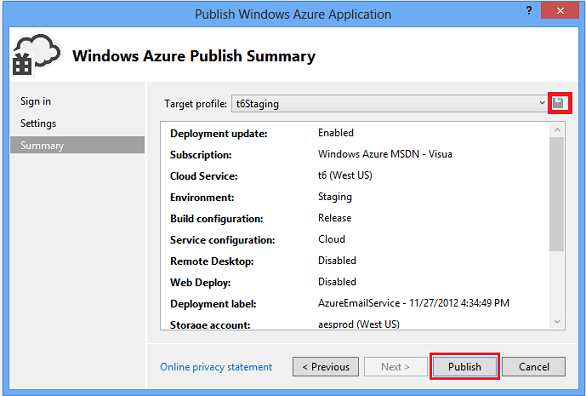 Publish Windows Azure Application
?
Windows Azure Publish Summary
Sign in
Settings
Summary
Target profile: t6Staging
Deployment update: Enabled
Subscription: Windows Azure MSDN - Visua
Cloud Service: t6 (West US)
Environment: Staging
Build configuration: Release
Service configuration: Cloud
Remote Desktop: Disabled
Web Deploy: Disabled
Deployment label: AzureEmailService - 11/27/2012 4:34:49 PM
Storage account: aesprod (West US)
Online privacy statement
< Previous
Next >
Publish
Cancel